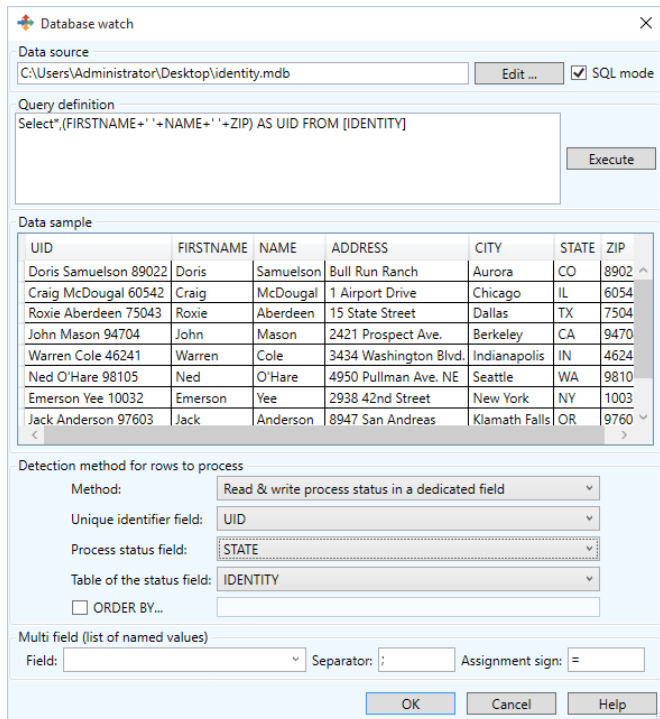 Database watch
Data source
C:\Users\Administrator\Desktop\identity.mdb Edit ... SQL mode
Query definition
Select*,(FIRSTNAME+' '+NAME+' '+ZIP) AS UID FROM [IDENTITY]
Execute
Data sample
UID FIRSTNAME NAME ADDRESS CITY STATE ZIP
Doris Samuelson 89022 Doris Samuelson Bull Run Ranch Aurora CO 8902
Craig McDougal 60542 Craig McDougal 1 Airport Drive Chicago IL 6054
Roxie Aberdeen 75043 Roxie Aberdeen 15 State Street Dallas TX 7504
John Mason 94704 John Mason 2421 Prospect Ave. Berkeley CA 9470
Warren Cole 46241 Warren Cole 3434 Washington Blvd. Indianapolis IN 4624
Ned O'Hare 98105 Ned O'Hare 4950 Pullman Ave. NE Seattle WA 9810
Emerson Yee 10032 Emerson Yee 2938 42nd Street New York NY 1003
Jack Anderson 97603 Jack Anderson 8947 San Andreas Klamath Falls OR 9760
Detection method for rows to process
Method: Read & write process status in a dedicated field
Unique identifier field: UID
Process status field: STATE
Table of the status field: IDENTITY
ORDER BY...
Multi field (list of named values)
Field: Separator: ; Assignment sign: =
OK Cancel Help